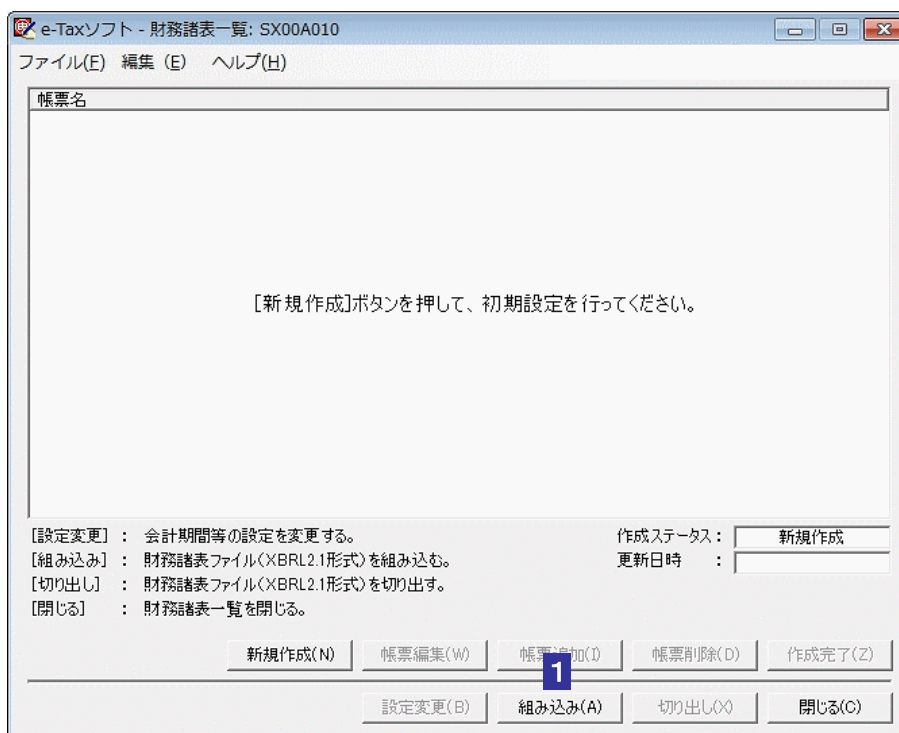 e-Taxソフト - 財務諸表一覧: SX00A010
ファイル(F) 編集（E） ヘルプ(H)
帳票名
[新規作成]ボタンを押して、初期設定を行ってください。
[設定変更] ： 会計期間等の設定を変更する。
[組み込み] ： 財務諸表ファイル(XBRL2.1形式)を組み込む。
[切り出し] ： 財務諸表ファイル(XBRL2.1形式)を切り出す。
[閉じる] ： 財務諸表一覧を閉じる。
作成ステータス： 新規作成
更新日時 ：
新規作成(N) 帳票編集(W) 帳票追加(I) 帳票削除(D) 作成完了(Z)
1
設定変更(B) 組み込み(A) 切り出し(X) 閉じる(C)